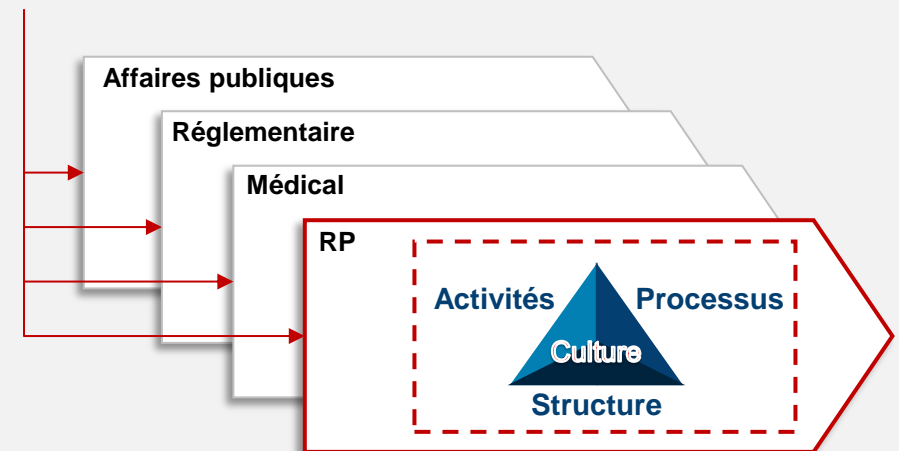 Affaires publiques
Réglementaire
Médical
RP
Activités
Processus
Culture
Structure